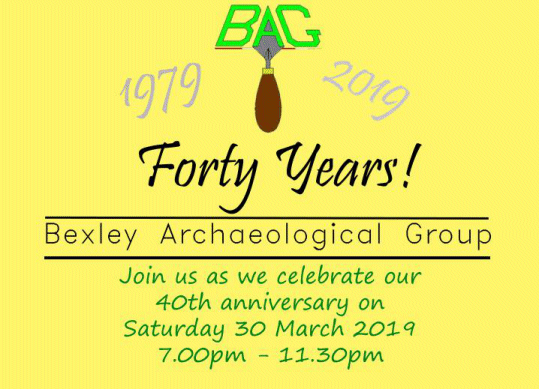 BAG
1979 2019
Forty Years!
Bexley Archaeological Group
Join us as we celebrate our
40th anniversary on
Saturday 30 March 2019
7.00pm - 11.30pm